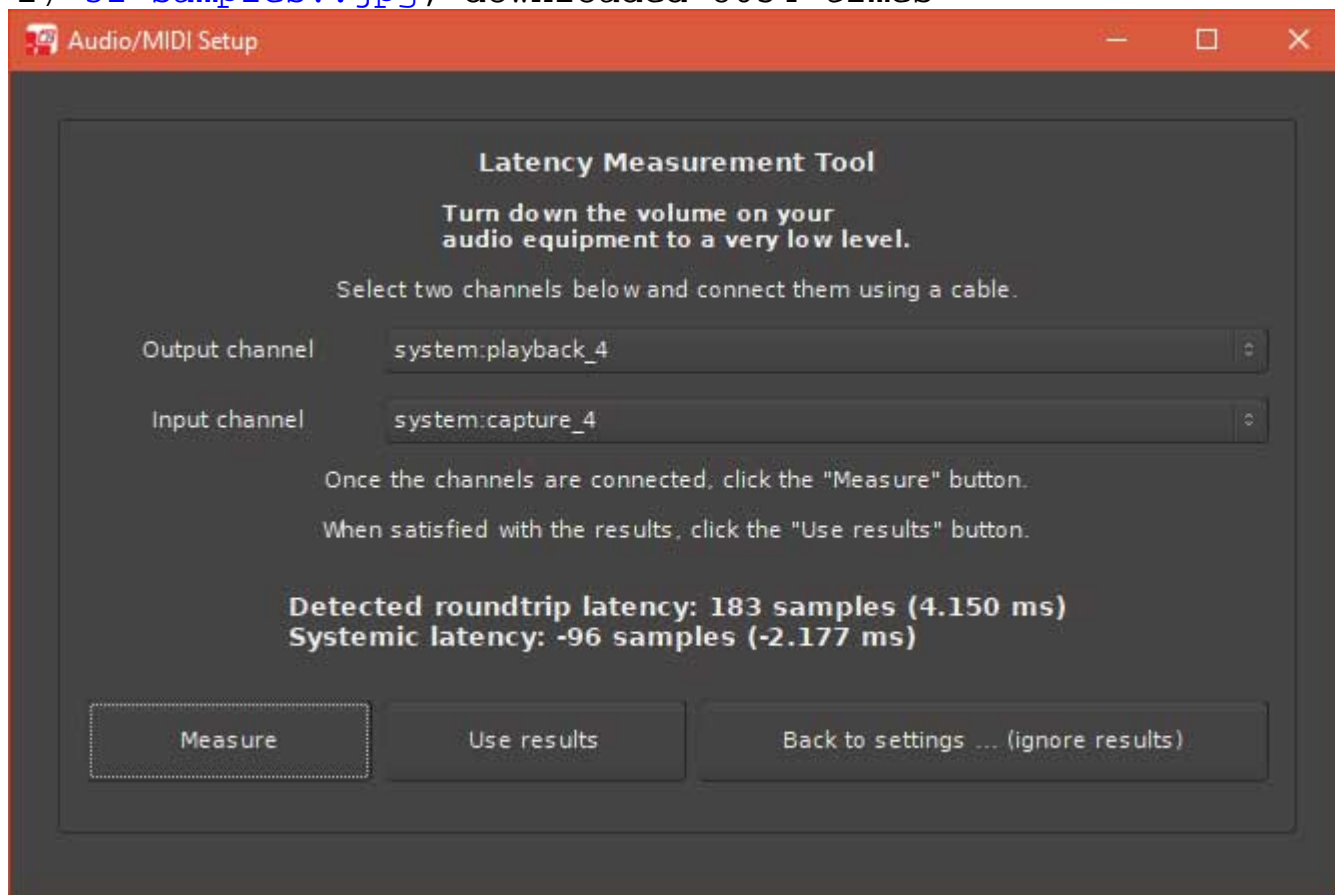 Audio/MIDI Setup
Latency Measurement Tool
Turn down the volume on your
audio equipment to a very low level.
Select two channels below and connect them using a cable.
Output channel system:playback_4
Input channel system:capture_4
Once the channels are connected, click the "Measure" button.
When satisfied with the results, click the "Use results" button.
Detected roundtrip latency: 183 samples (4.150 ms)
Systemic latency: -96 samples (-2.177 ms)
Measure Use results Back to settings ... (ignore results)